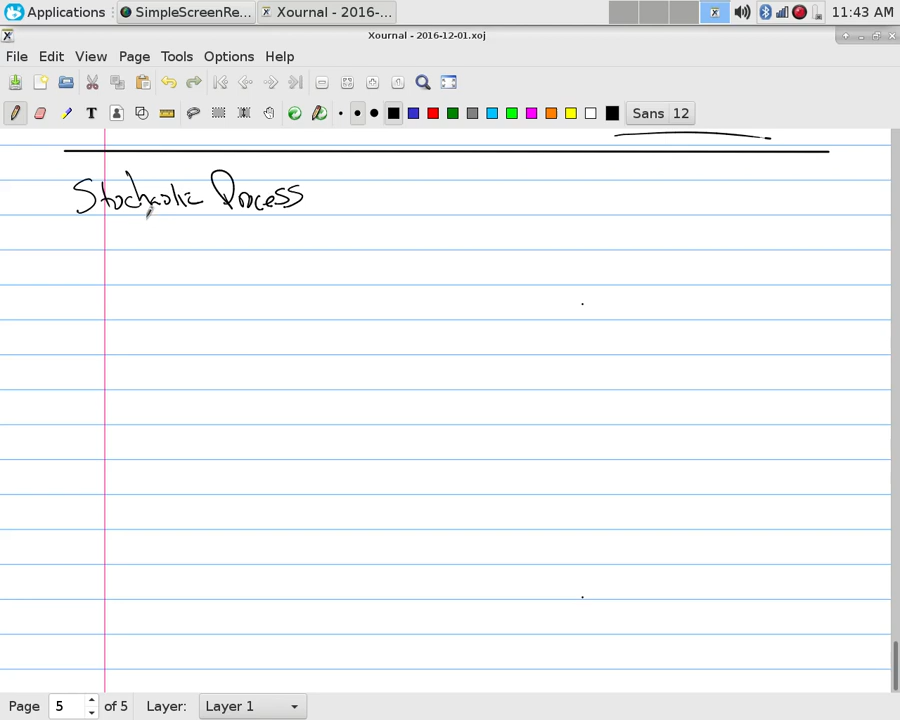 Applications SimpleScreenRe... Xournal - 2016-... 11:43 AM
Xournal - 2016-12-01.xoj
File Edit View Page Tools Options Help
T Sans 12
Stochastic Process
Page 5 of 5 Layer: Layer 1